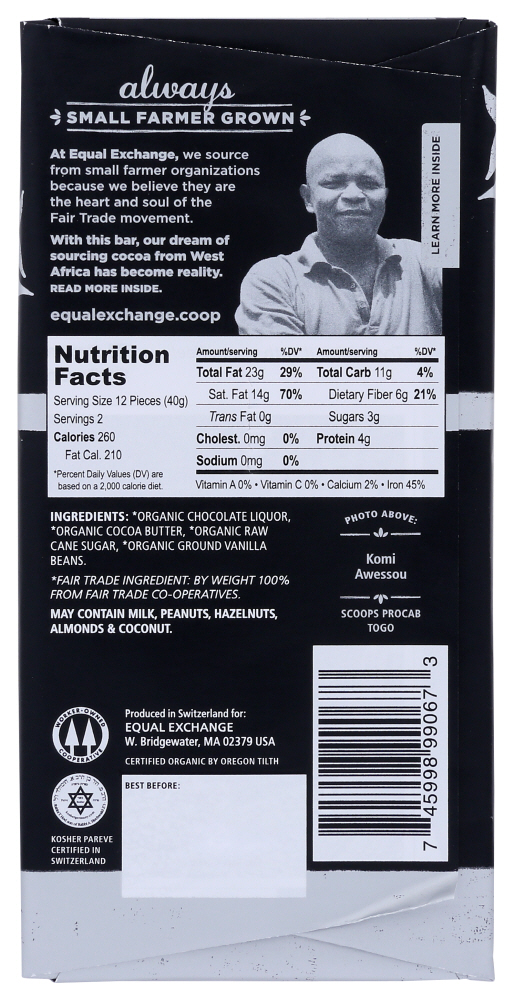 always
SMALL FARMER GROWN
At Equal Exchange, we source
from small farmer organizations
because we believe they are
the heart and soul of the
Fair Trade movement.
With this bar, our dream of
sourcing cocoa from West
Africa has become reality.
READ MORE INSIDE.
equalexchange.coop
LEARN MORE INSIDE
Nutrition
Facts
Serving Size 12 Pieces (40g)
Servings 2
Calories 260
Fat Cal. 210
*Percent Daily Values (DV) are
based on a 2,000 calorie diet.
Amount/serving %DV* Amount/serving %DV*
Total Fat 23g 29% Total Carb 11g 4%
Sat. Fat 14g 70% Dietary Fiber 6g 21%
Trans Fat 0g Sugars 3g
Cholest. 0mg 0% Protein 4g
Sodium 0mg 0%
Vitamin A 0% • Vitamin C 0% • Calcium 2% • Iron 45%
INGREDIENTS: *ORGANIC CHOCOLATE LIQUOR,
*ORGANIC COCOA BUTTER, *ORGANIC RAW
CANE SUGAR, *ORGANIC GROUND VANILLA
BEANS.
*FAIR TRADE INGREDIENT: BY WEIGHT 100%
FROM FAIR TRADE CO-OPERATIVES.
MAY CONTAIN MILK, PEANUTS, HAZELNUTS,
ALMONDS & COCONUT.
PHOTO ABOVE:
Komi
Awessou
SCOOPS PROCAB
TOGO
WORKER-OWNED
COOPERATIVE
Produced in Switzerland for:
EQUAL EXCHANGE
W. Bridgewater, MA 02379 USA
CERTIFIED ORGANIC BY OREGON TILTH
BEST BEFORE:
KOSHER PAREVE
CERTIFIED IN
SWITZERLAND
7 45998 99067 3